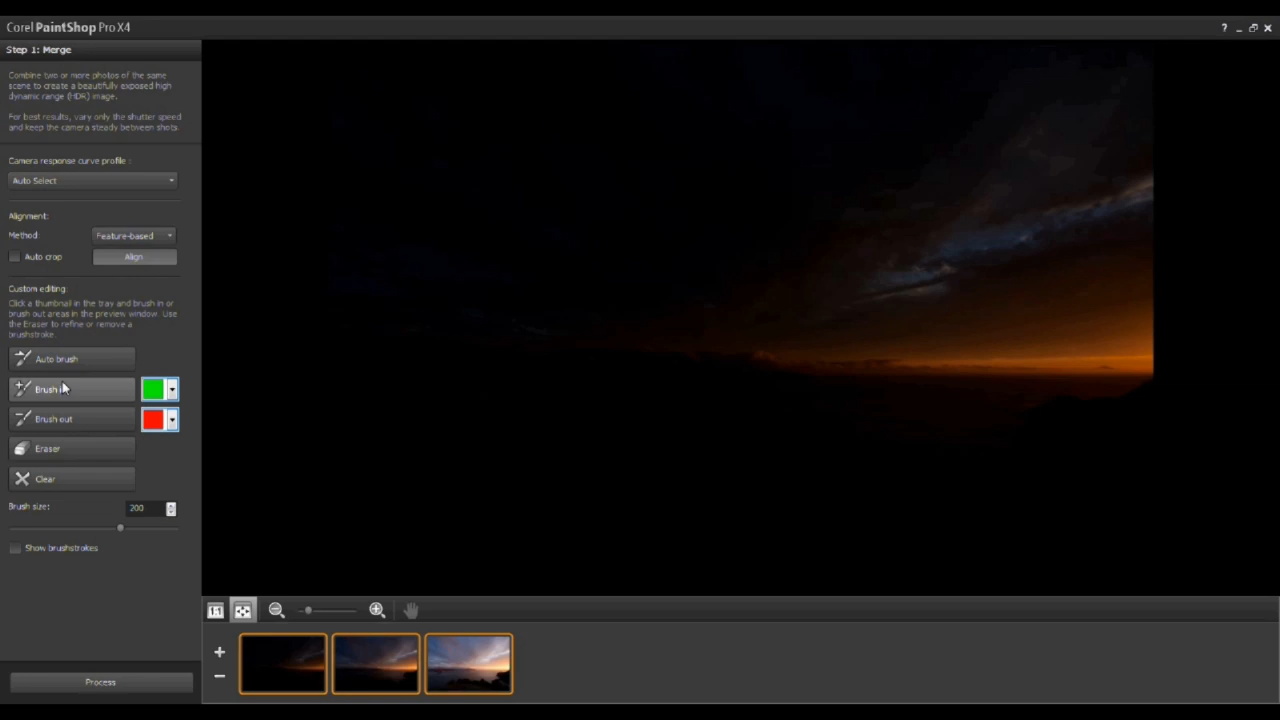 Corel PaintShop Pro X4
Step 1: Merge
Combine two or more photos of the same
scene to create a beautifully exposed high
dynamic range (HDR) image.
For best results, vary only the shutter speed
and keep the camera steady between shots
Camera response curve profile :
Auto Select
Alignment:
Method:
Feature-based
Auto crop
Align
Custom editing:
Click a thumbnail in the tray and brush in or
brush out areas in the preview window. Use
the Eraser to refine or remove a
brushstroke.
Auto brush
Brush
Brush out
Eraser
Clear
Brush size:
200
Show brushstrokes
1:1
Process